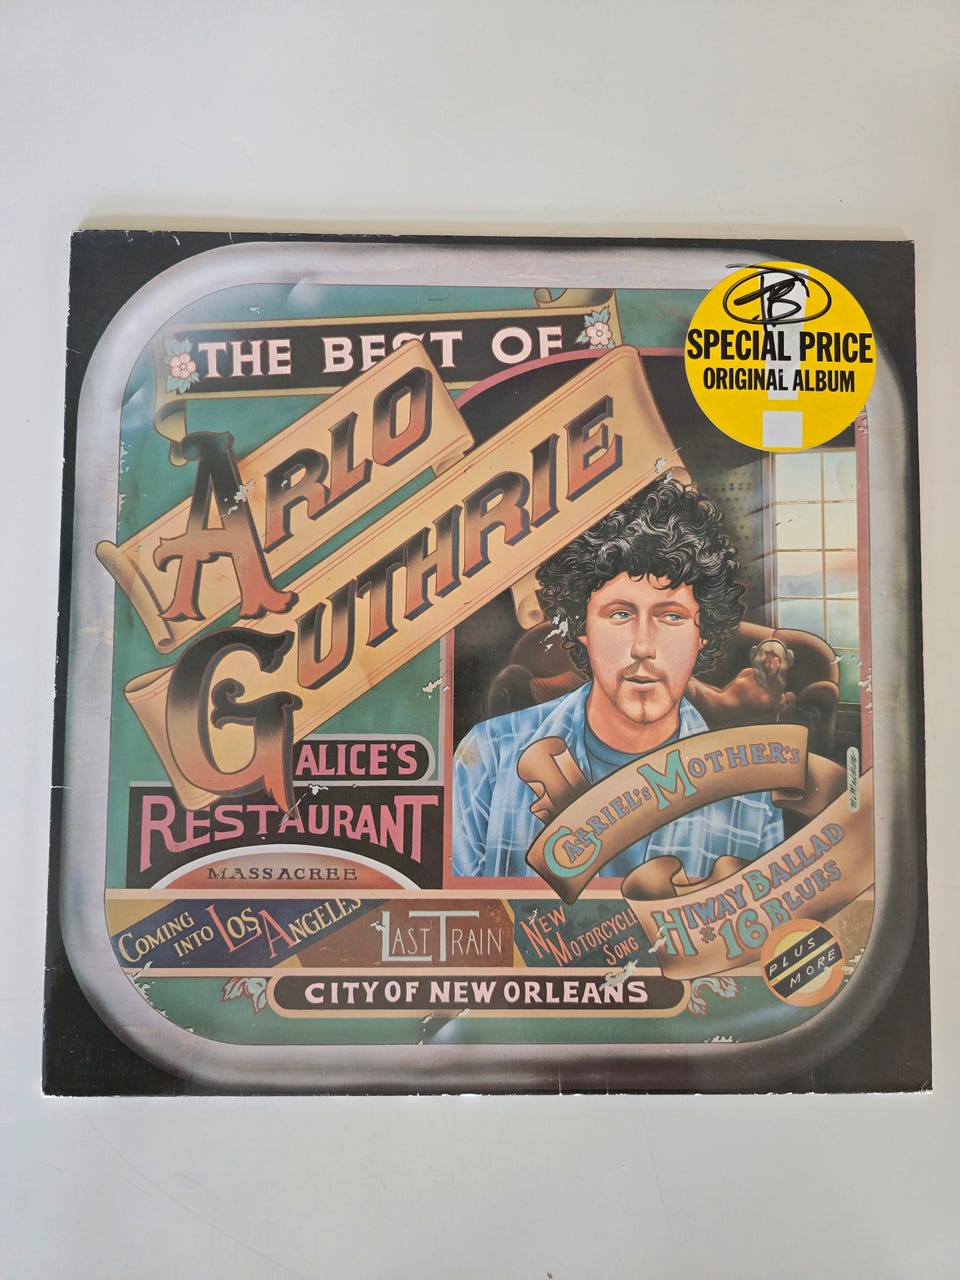 THE BEST OF
ARLO
GUTHRIE
B
SPECIAL PRICE
ORIGINAL ALBUM
ALICE'S
RESTAURANT
MASSACREE
GABRIEL'S MOTHER'S
HIWAY BALLAD
#16 BLUES
COMING
INTO LOS ANGELES
LAST TRAIN
NEW
MOTORCYCLE
SONG
PLUS
MORE
CITY OF NEW ORLEANS